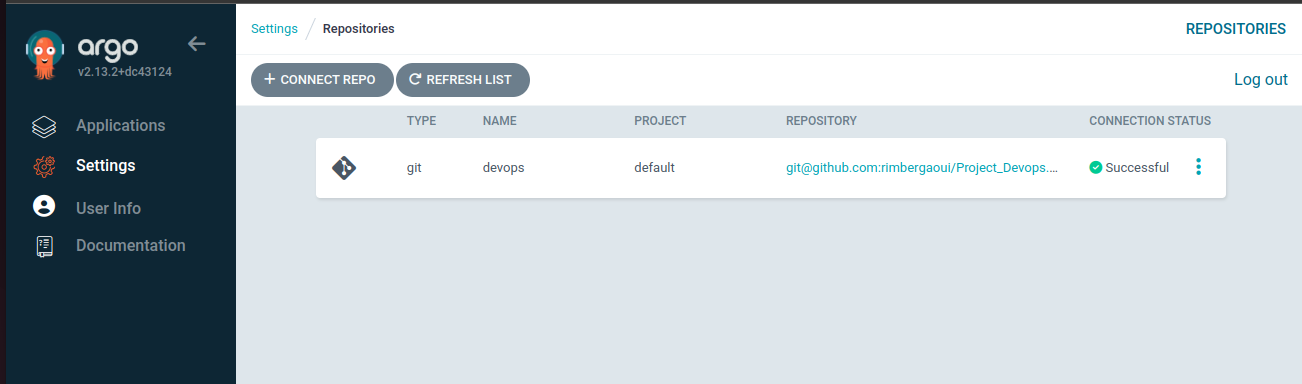 argo
v2.13.2+dc43124
Applications
Settings
User Info
Documentation
Settings / Repositories
REPOSITORIES
+ CONNECT REPO REFRESH LIST
Log out
TYPE NAME PROJECT REPOSITORY CONNECTION STATUS
git devops default git@github.com:rimbergaoui/Project_Devops.... Successful